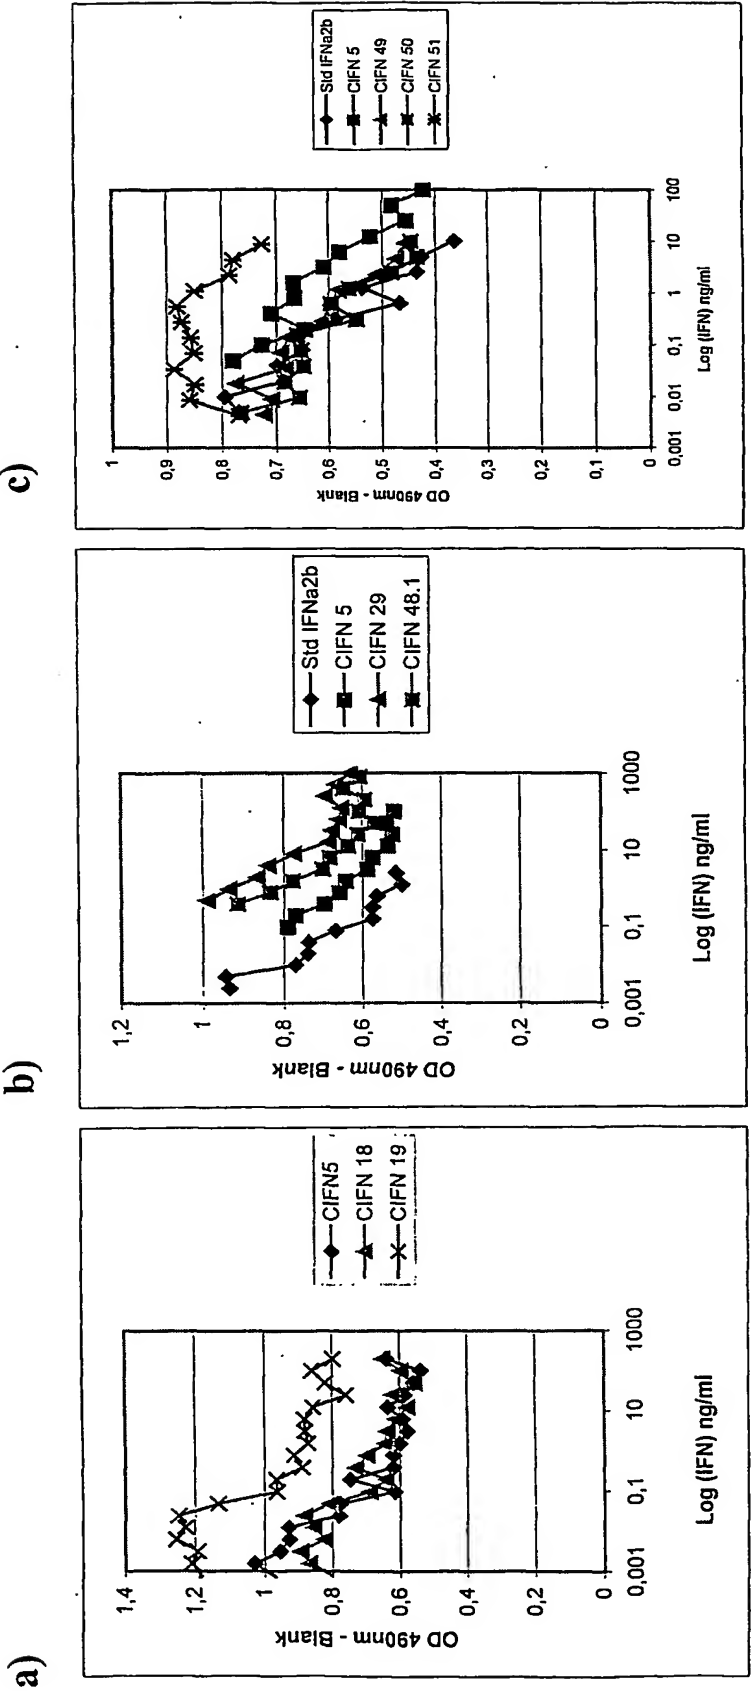 a)
1,4
1,2
1
0,8
0,6
0,4
0,2
0
OD 490nm - Blank
0,001
0,1
10
1000
Log (IFN) ng/ml
CIFN5
CIFN 18
CIFN 19
b)
1,2
1
0,8
0,6
0,4
0,2
0
OD 490nm - Blank
0,001
0,1
10
1000
Log (IFN) ng/ml
Std IFNa2b
CIFN 5
CIFN 29
CIFN 48.1
c)
1
0,9
0,8
0,7
0,6
0,5
0,4
0,3
0,2
0,1
0
OD 490nm - Blank
0,001
0,01
0,1
1
10
100
Log (IFN) ng/ml
Std IFNa2b
CIFN 5
CIFN 49
CIFN 50
CIFN 51